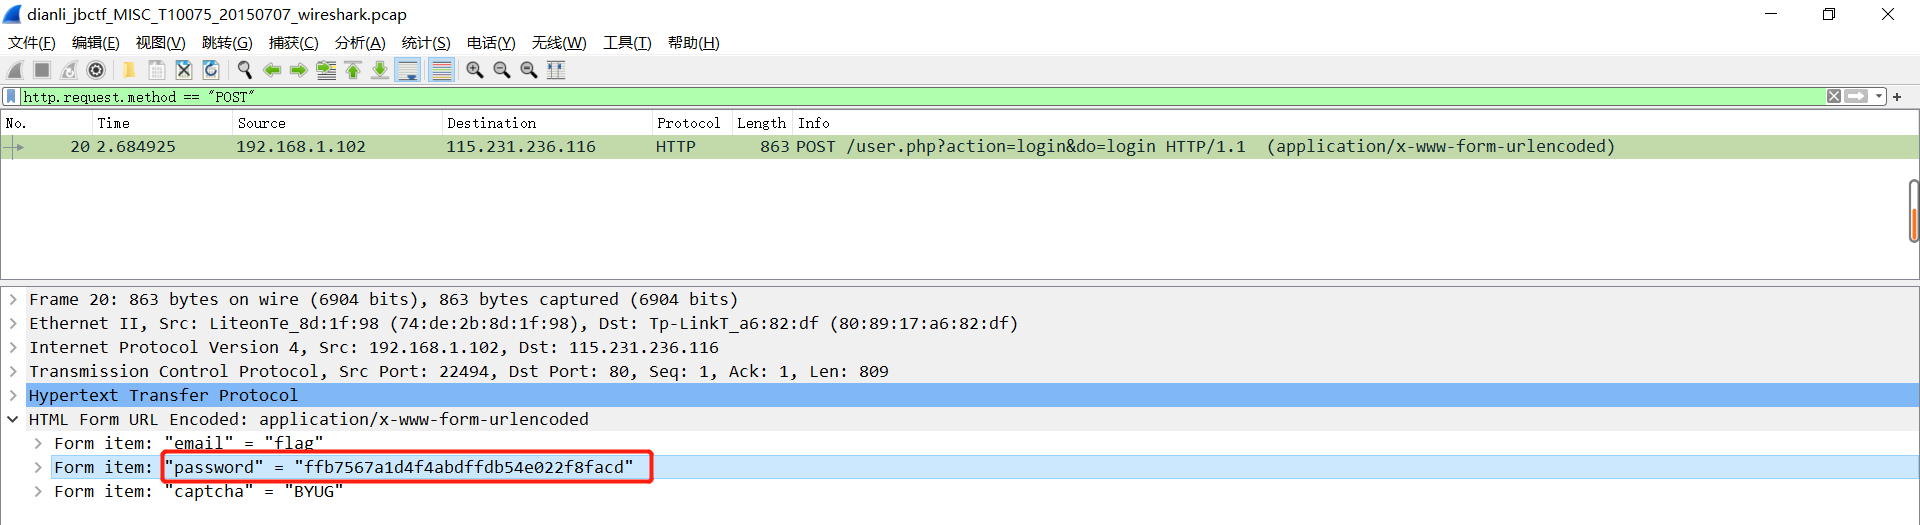 dianli_jbctf_MISC_T10075_20150707_wireshark.pcap
文件(F) 编辑(E) 视图(V) 跳转(G) 捕获(C) 分析(A) 统计(S) 电话(Y) 无线(W) 工具(T) 帮助(H)
http.request.method == "POST"
No. Time Source Destination Protocol Length Info
20 2.684925 192.168.1.102 115.231.236.116 HTTP 863 POST /user.php?action=login&do=login HTTP/1.1 (application/x-www-form-urlencoded)
Frame 20: 863 bytes on wire (6904 bits), 863 bytes captured (6904 bits)
Ethernet II, Src: LiteonTe_8d:1f:98 (74:de:2b:8d:1f:98), Dst: Tp-LinkT_a6:82:df (80:89:17:a6:82:df)
Internet Protocol Version 4, Src: 192.168.1.102, Dst: 115.231.236.116
Transmission Control Protocol, Src Port: 22494, Dst Port: 80, Seq: 1, Ack: 1, Len: 809
Hypertext Transfer Protocol
HTML Form URL Encoded: application/x-www-form-urlencoded
Form item: "email" = "flag"
Form item: "password" = "ffb7567a1d4f4abdffdb54e022f8facd"
Form item: "captcha" = "BYUG"